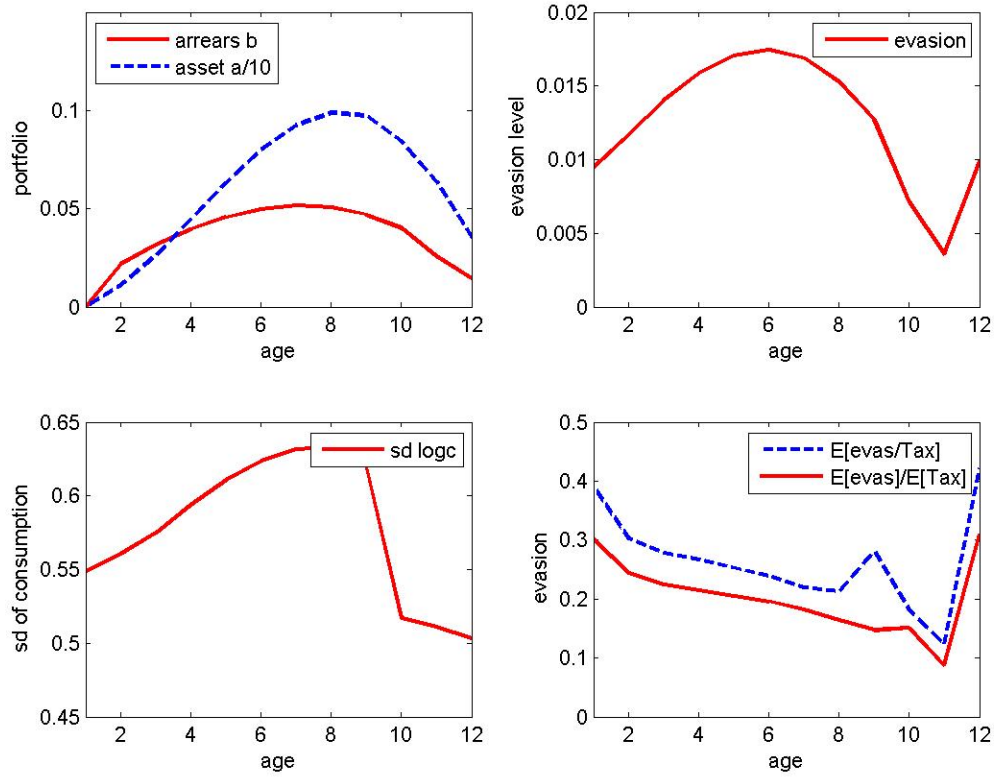 arrears b
asset a/10
0.1
0.05
0
portfolio
2 4 6 8 10 12
age
evasion
0.02
0.015
0.01
0.005
0
evasion level
2 4 6 8 10 12
age
sd logc
0.65
0.6
0.55
0.5
0.45
sd of consumption
2 4 6 8 10 12
age
E[evas/Tax]
E[evas]/E[Tax]
0.5
0.4
0.3
0.2
0.1
0
evasion
2 4 6 8 10 12
age